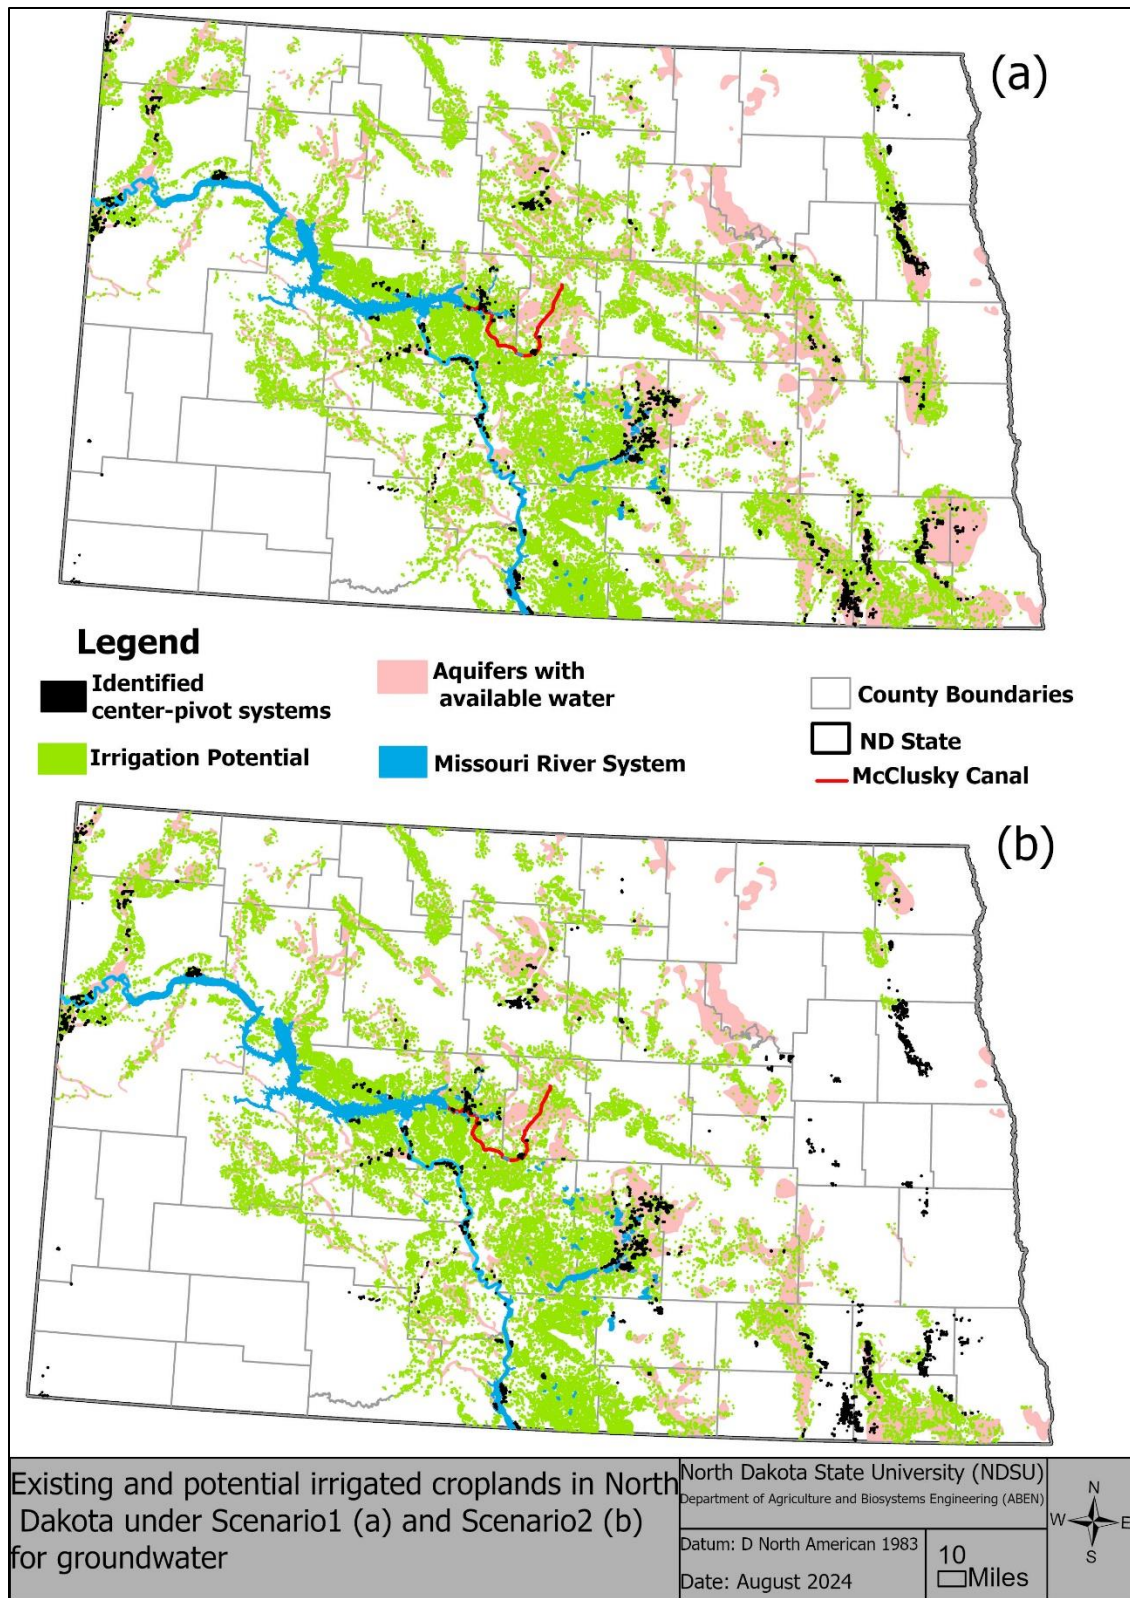 (a)
Legend
Identified
center-pivot systems
Irrigation Potential
Aquifers with
available water
Missouri River System
County Boundaries
ND State
McClusky Canal
(b)
Existing and potential irrigated croplands in North
Dakota under Scenario1 (a) and Scenario2 (b)
for groundwater
North Dakota State University (NDSU)
Department of Agriculture and Biosystems Engineering (ABEN)
Datum: D North American 1983
Date: August 2024
10
Miles
N
W
E
S